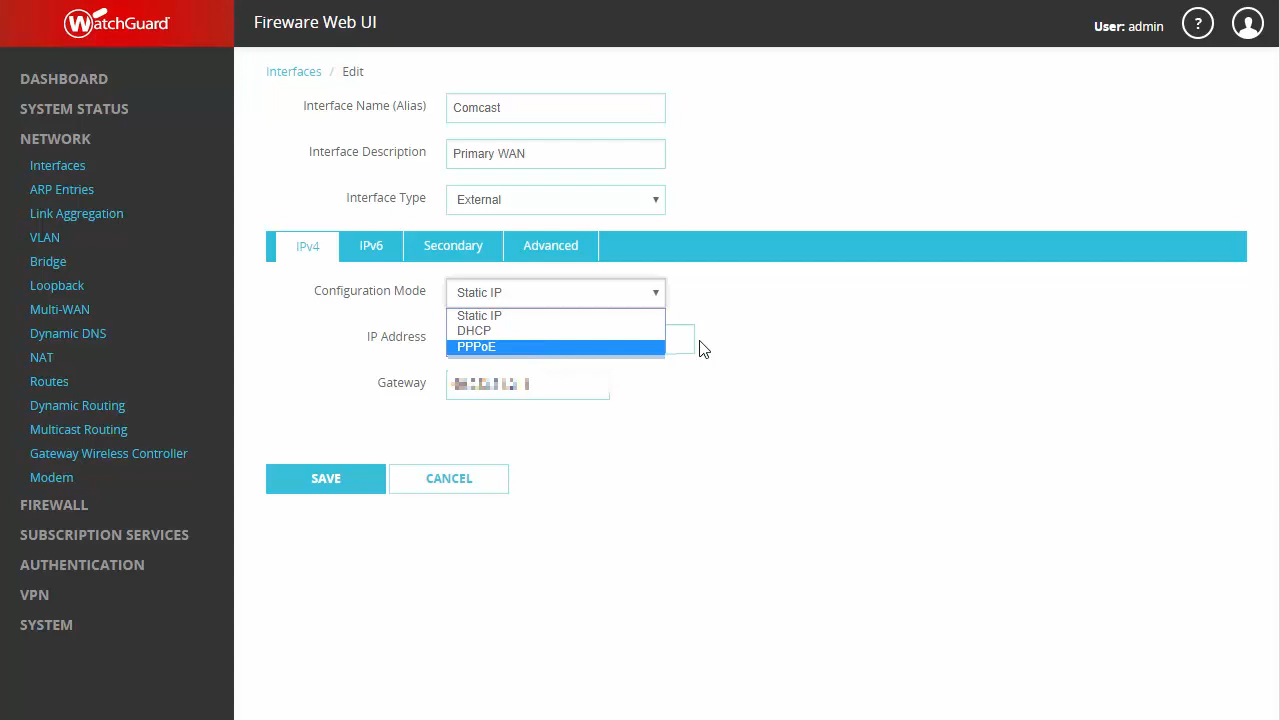 WatchGuard
Fireware Web UI
User: admin
?
DASHBOARD
SYSTEM STATUS
NETWORK
Interfaces
ARP Entries
Link Aggregation
VLAN
Bridge
Loopback
Multi-WAN
Dynamic DNS
NAT
Routes
Dynamic Routing
Multicast Routing
Gateway Wireless Controller
Modem
FIREWALL
SUBSCRIPTION SERVICES
AUTHENTICATION
VPN
SYSTEM
Interfaces / Edit
Interface Name (Alias) Comcast
Interface Description Primary WAN
Interface Type External
IPv4 IPv6 Secondary Advanced
Configuration Mode Static IP
Static IP
DHCP
PPPoE
IP Address
Gateway
SAVE CANCEL